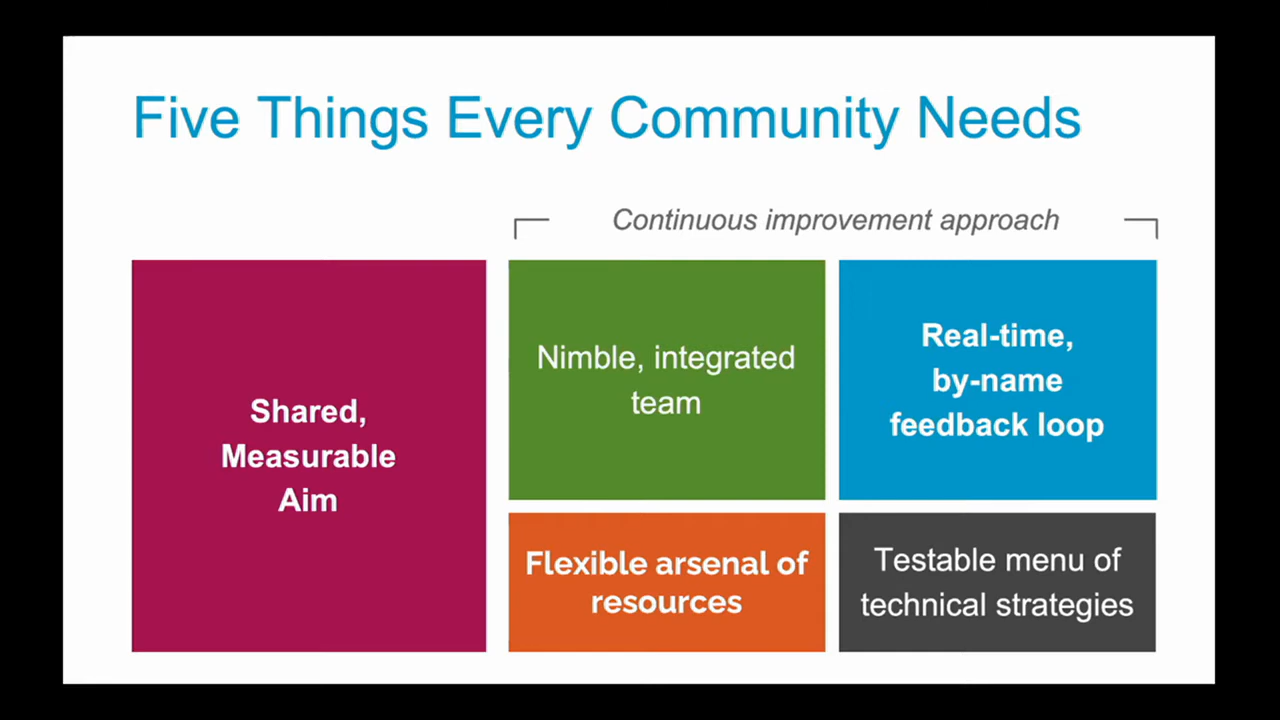 Five Things Every Community Needs
Continuous improvement approach
Shared,
Measurable
Aim
Nimble, integrated
team
Real-time,
by-name
feedback loop
Flexible arsenal of
resources
Testable menu of
technical strategies